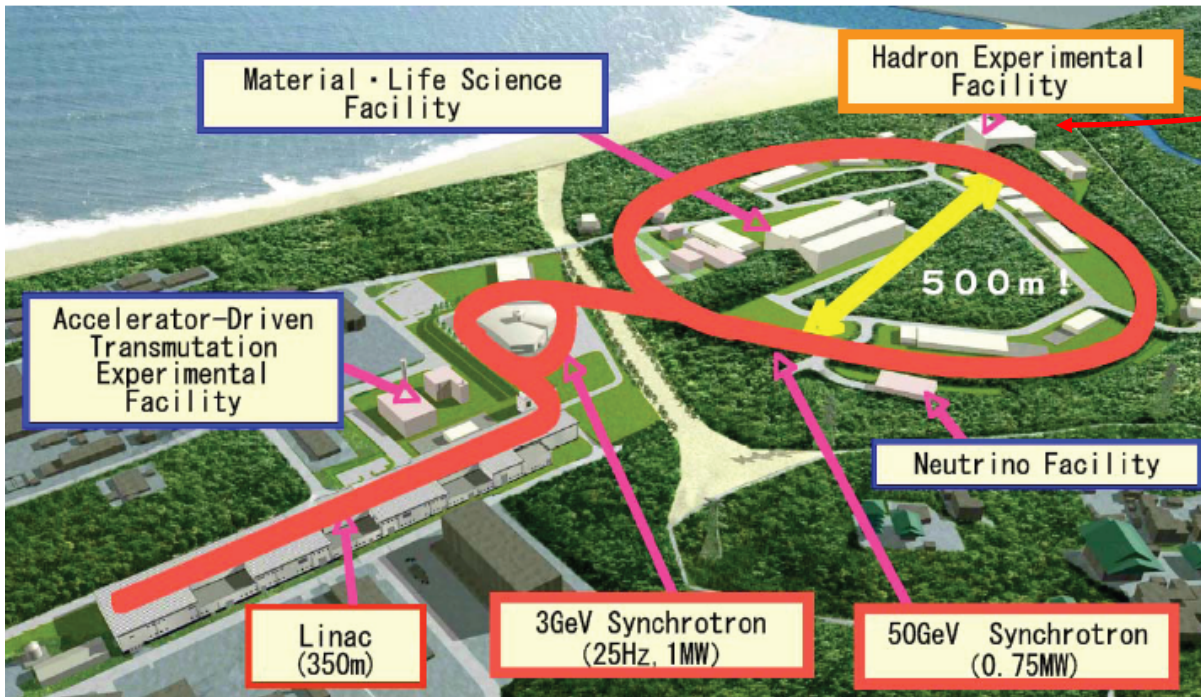 Material・Life Science
Facility
Hadron Experimental
Facility
500m!
Accelerator-Driven
Transmutation
Experimental
Facility
Neutrino Facility
Linac
(350m)
3GeV Synchrotron
(25Hz, 1MW)
50GeV Synchrotron
(0.75MW)